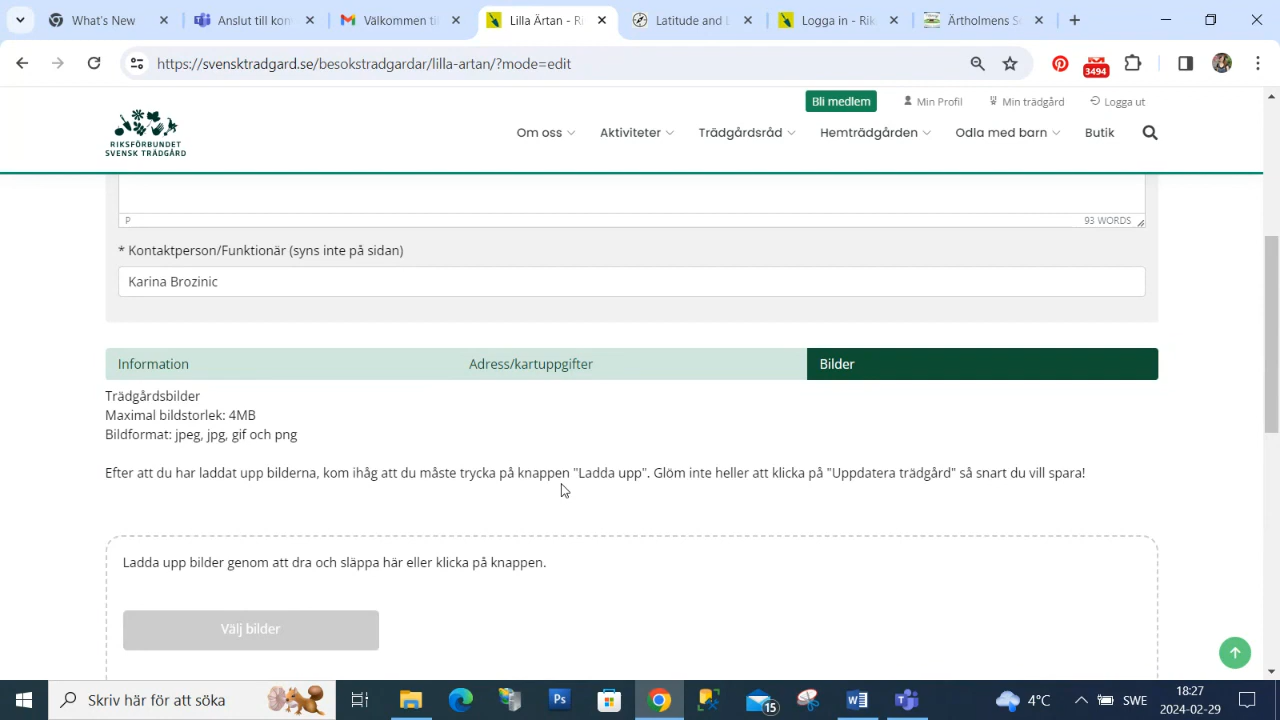 What's New
Anslut till kom
Välkommen ti
Lilla Ärtan - Ri
Latitude and L
Logga in - Rik
Ärtholmens S
https://svensktradgard.se/besokstradgardar/lilla-artan/?mode=edit
3494
Bli medlem
Min Profil
Min trädgård
Logga ut
RIKSFÖRBUNDET
SVENSK TRÄDGÅRD
Om oss
Aktiviteter
Trädgårdsråd
Hemträdgården
Odla med barn
Butik
P
93 WORDS
* Kontaktperson/Funktionär (syns inte på sidan)
Karina Brozinic
Information
Adress/kartuppgifter
Bilder
Trädgårdsbilder
Maximal bildstorlek: 4MB
Bildformat: jpeg, jpg, gif och png
Efter att du har laddat upp bilderna, kom ihåg att du måste trycka på knappen "Ladda upp". Glöm inte heller att klicka på "Uppdatera trädgård" så snart du vill spara!
Ladda upp bilder genom att dra och släppa här eller klicka på knappen.
Välj bilder
Skriv här för att söka
Ps
15
4°C
SWE
18:27
2024-02-29